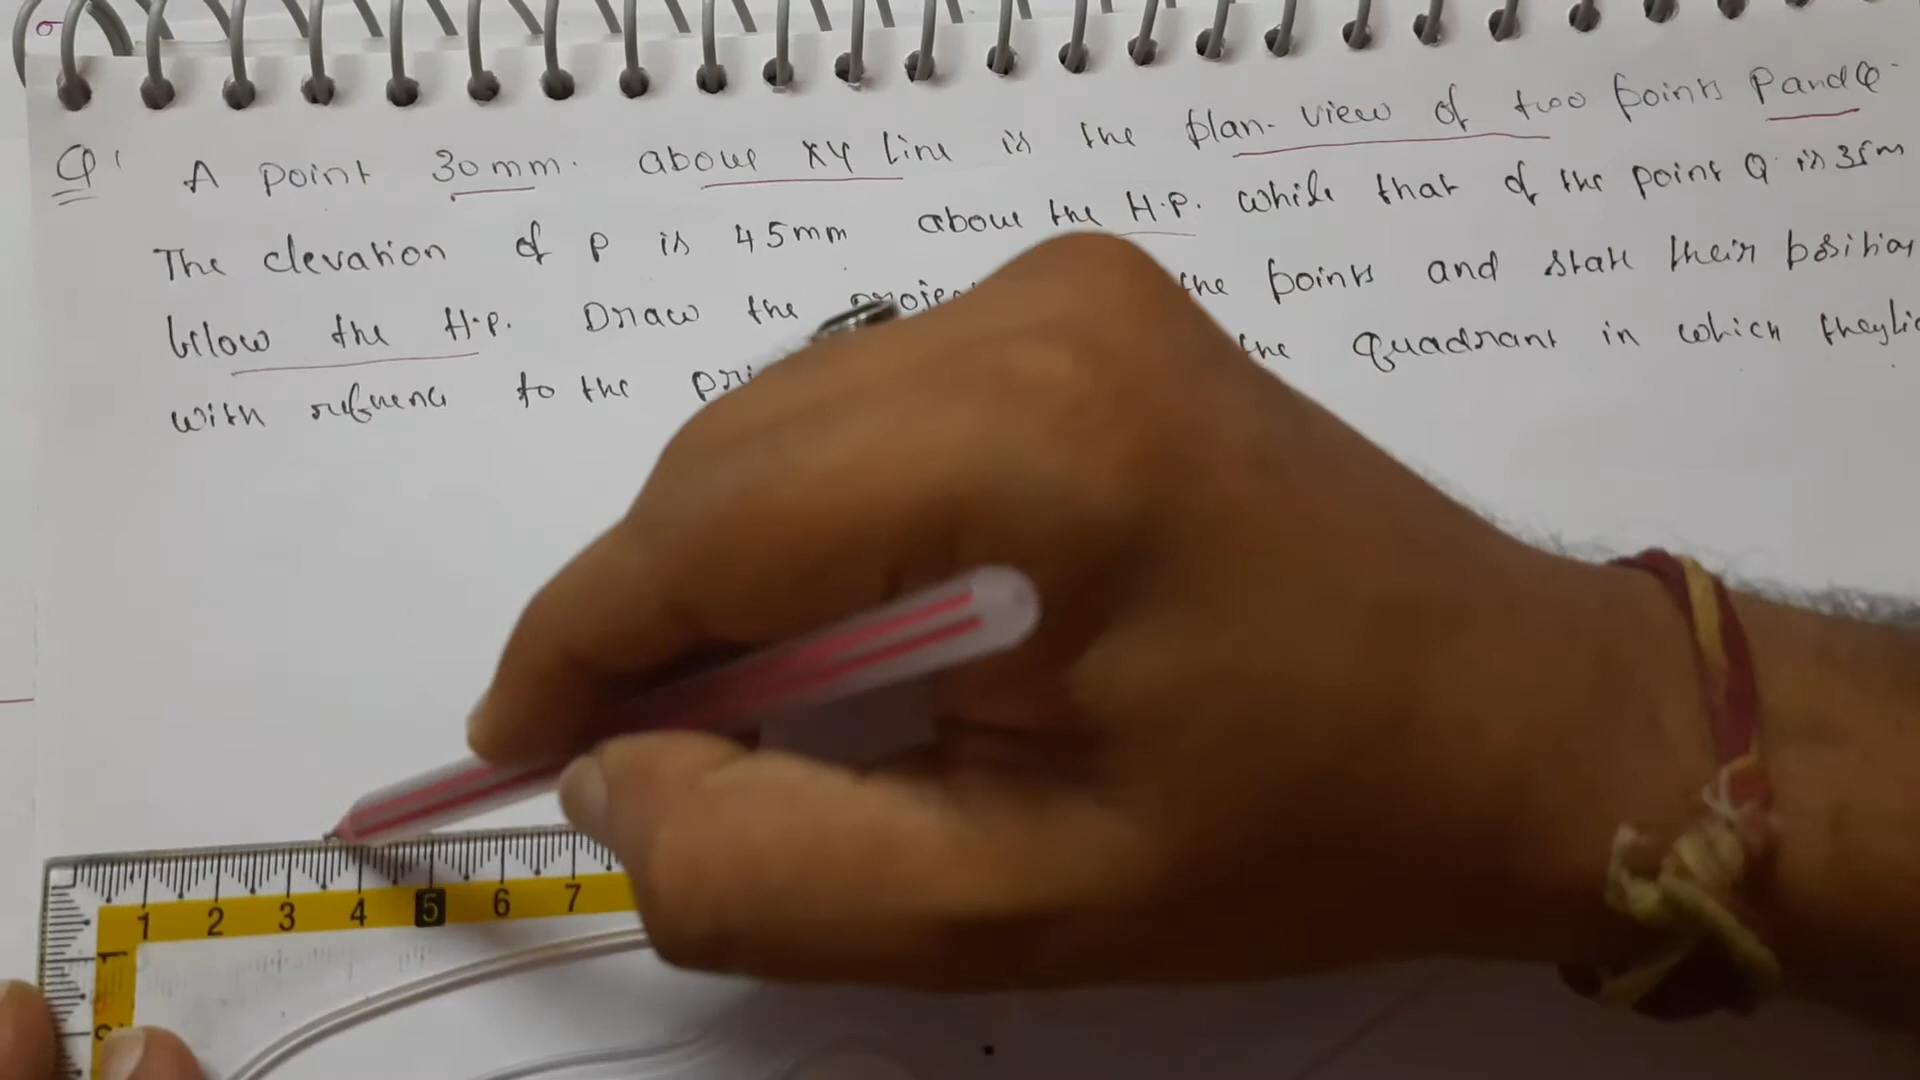 Q. A point 30mm. above XY line is the plan-view of two points P and Q.
The elevation of P is 45mm above the H.P. while that of the point Q is 35m
below the H.P. Draw the the points and state their position
with reference to the the quadrant in which they lie
1 2 3 4 5 6 7
1